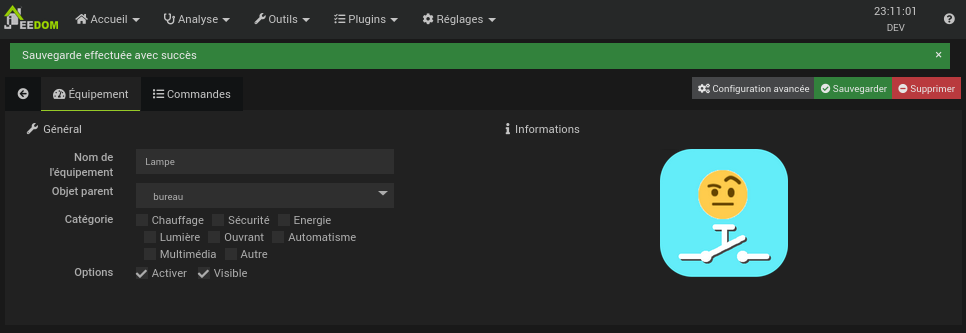 JEEDOM Accueil Analyse Outils Plugins Réglages 23:11:01
DEV
Sauvegarde effectuée avec succès ×
Équipement Commandes Configuration avancée Sauvegarder Supprimer
Général Informations
Nom de
l'équipement Lampe
Objet parent bureau
Catégorie Chauffage Sécurité Energie
Lumière Ouvrant Automatisme
Multimédia Autre
Options Activer Visible